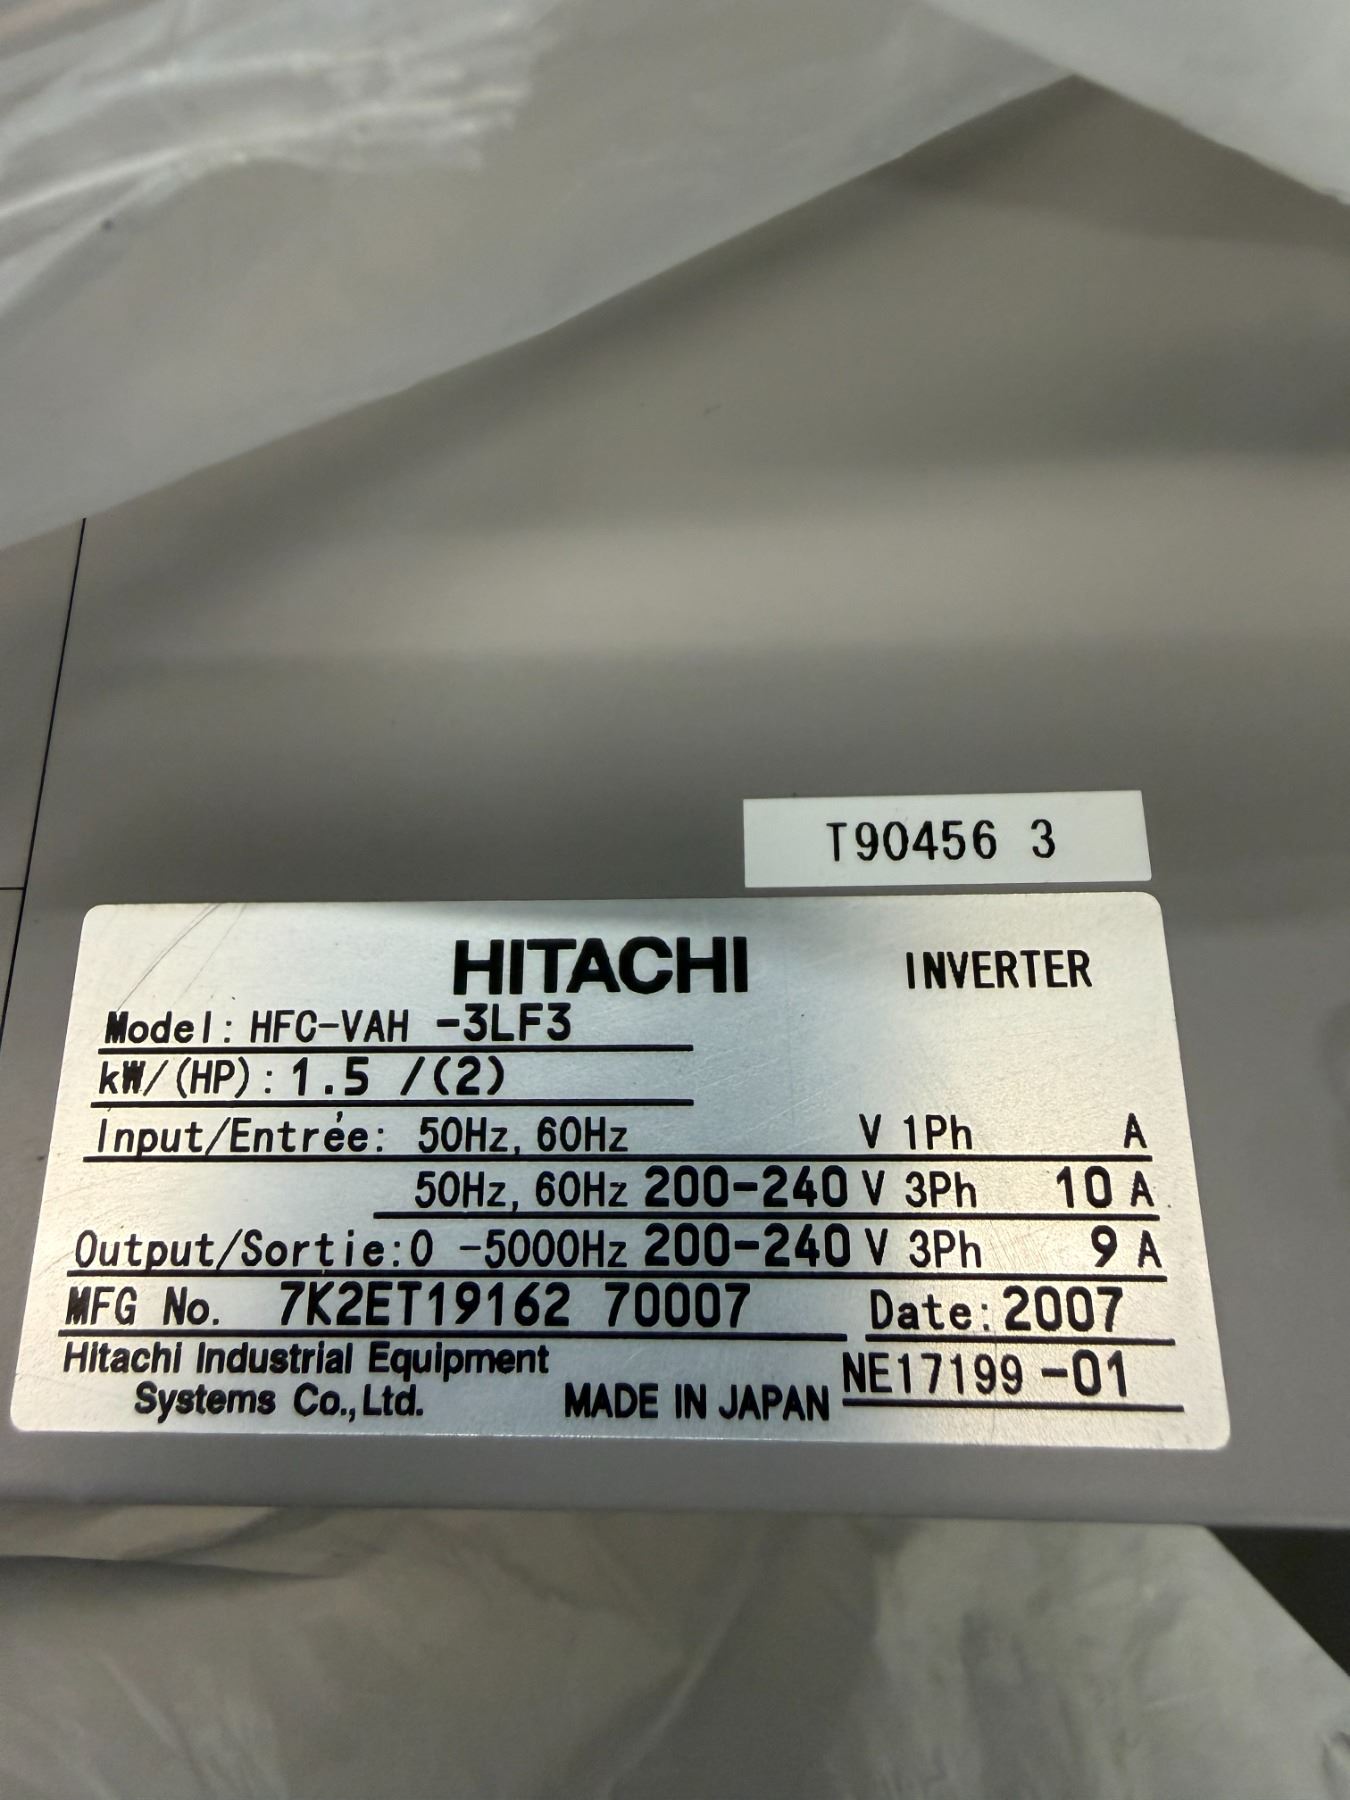 T90456 3
HITACHI INVERTER
Model: HFC-VAH -3LF3
kW/(HP): 1.5 /(2)
Input/Entrée: 50Hz, 60Hz V 1Ph A
50Hz, 60Hz 200-240 V 3Ph 10 A
Output/Sortie:0 -5000Hz 200-240 V 3Ph 9 A
MFG No. 7K2ET19162 70007 Date: 2007
Hitachi Industrial Equipment
Systems Co., Ltd. MADE IN JAPAN NE17199 -01